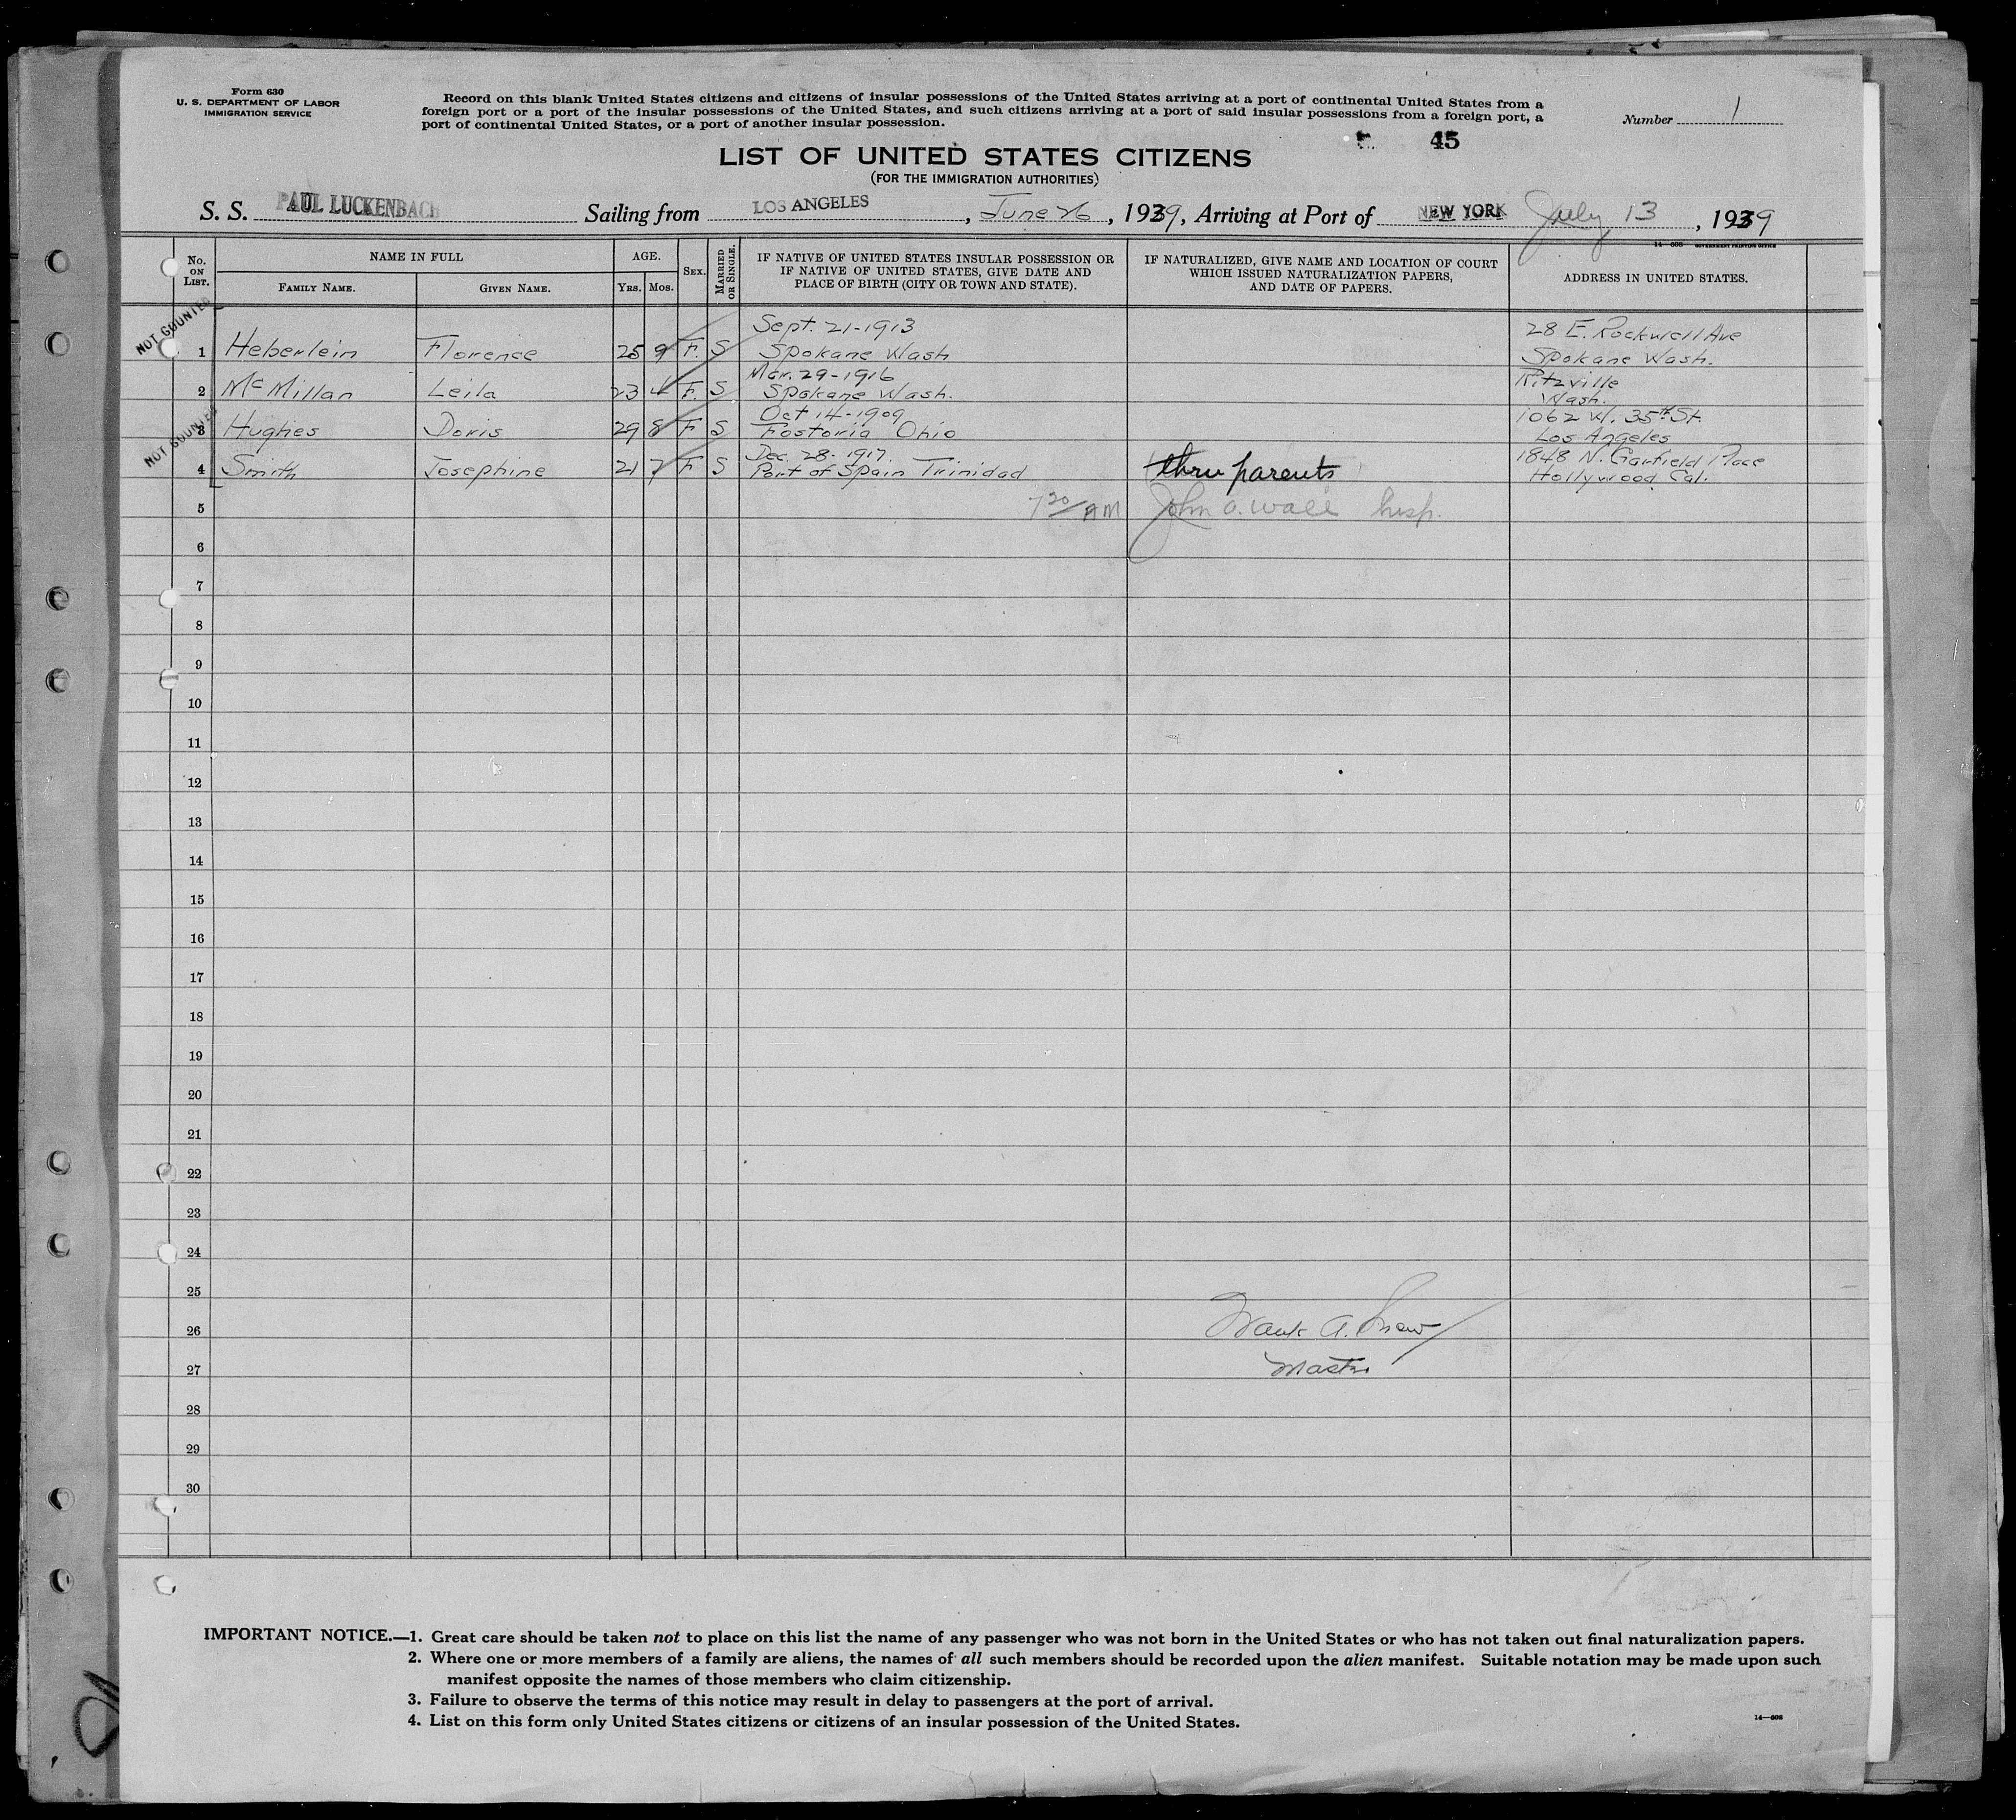 Form 630
U. S. DEPARTMENT OF LABOR
IMMIGRATION SERVICE
Record on this blank United States citizens and citizens of insular possessions of the United States arriving at a port of continental United States from a
foreign port or a port of the insular possessions of the United States, and such citizens arriving at a port of said insular possessions from a foreign port, a
port of continental United States, or a port of another insular possession.
Number 1
45
LIST OF UNITED STATES CITIZENS
(FOR THE IMMIGRATION AUTHORITIES)
S. S. PAUL LUCKENBACH Sailing from LOS ANGELES, June 26, 1939, Arriving at Port of NEW YORK July 13, 1939
14—608 GOVERNMENT PRINTING OFFICE
No. ON LIST. NAME IN FULL FAMILY NAME. GIVEN NAME. AGE. YRS. MOS. SEX. MARRIED OR SINGLE. IF NATIVE OF UNITED STATES INSULAR POSSESSION OR IF NATIVE OF UNITED STATES, GIVE DATE AND PLACE OF BIRTH (CITY OR TOWN AND STATE). IF NATURALIZED, GIVE NAME AND LOCATION OF COURT WHICH ISSUED NATURALIZATION PAPERS, AND DATE OF PAPERS. ADDRESS IN UNITED STATES.
NOT COUNTED
Sept. 21-1913 28 E. Rockwell Ave
1 Heberlein Florence 25 9 F. S Spokane Wash Spokane Wash.
Mar. 29-1916 Ritzville
2 McMillan Leila 23 4 F. S Spokane Wash. Wash.
NOT COUNTED
Oct 14-1909 1062 W. 35th St.
3 Hughes Doris 29 8 F S Fostoria Ohio Los Angeles
Dec. 28-1917. 1848 N. Garfield Place
4 Smith Josephine 21 7 F S Port of Spain Trinidad thru parents Hollywood Cal.
5 7 30/AM John A. Wall Insp.
6
7
8
9
10
11
12
13
14
15
16
17
18
19
20
21
22
23
24
25
26 Frank A. Snow
27 Master
28
29
30
IMPORTANT NOTICE.—1. Great care should be taken not to place on this list the name of any passenger who was not born in the United States or who has not taken out final naturalization papers.
2. Where one or more members of a family are aliens, the names of all such members should be recorded upon the alien manifest. Suitable notation may be made upon such
manifest opposite the names of those members who claim citizenship.
3. Failure to observe the terms of this notice may result in delay to passengers at the port of arrival.
4. List on this form only United States citizens or citizens of an insular possession of the United States.
14—608